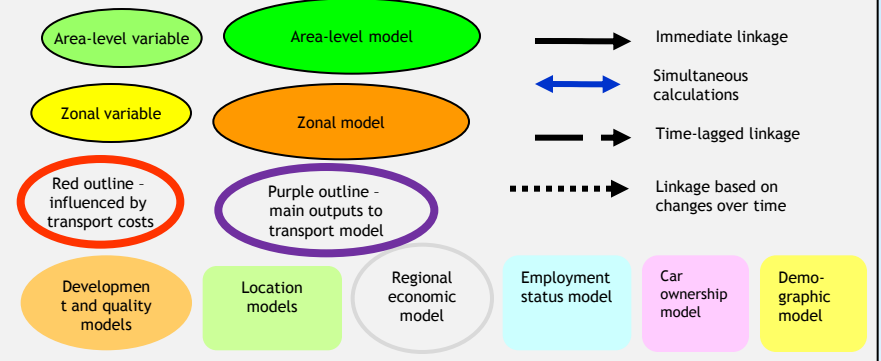 Area-level variable
Area-level model
Immediate linkage
Simultaneous
calculations
Zonal variable
Zonal model
Time-lagged linkage
Red outline –
influenced by
transport costs
Purple outline –
main outputs to
transport model
Linkage based on
changes over time
Developmen
t and quality
models
Location
models
Regional
economic
model
Employment
status model
Car
ownership
model
Demo-
graphic
model